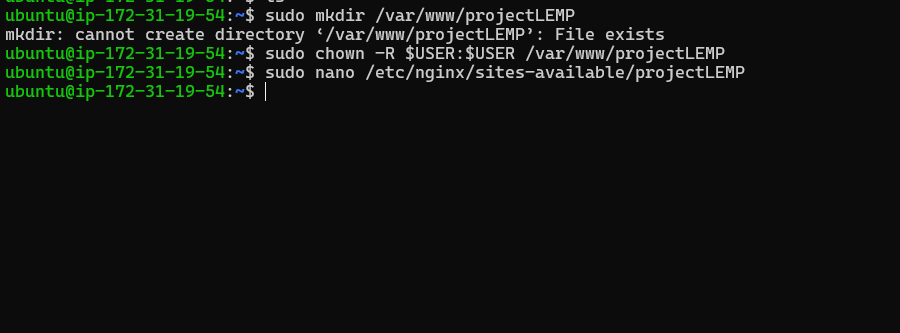 ubuntu@ip-172-31-19-54:~$ sudo mkdir /var/www/projectLEMP
mkdir: cannot create directory ‘/var/www/projectLEMP’: File exists
ubuntu@ip-172-31-19-54:~$ sudo chown -R $USER:$USER /var/www/projectLEMP
ubuntu@ip-172-31-19-54:~$ sudo nano /etc/nginx/sites-available/projectLEMP
ubuntu@ip-172-31-19-54:~$